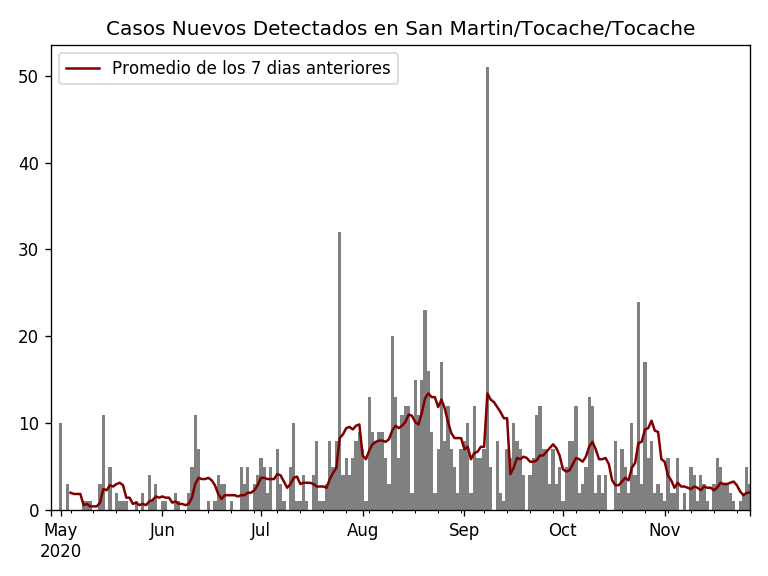 Casos Nuevos Detectados en San Martin/Tocache/Tocache
Promedio de los 7 dias anteriores
50
40
30
20
10
0
May Jun Jul Aug Sep Oct Nov
2020